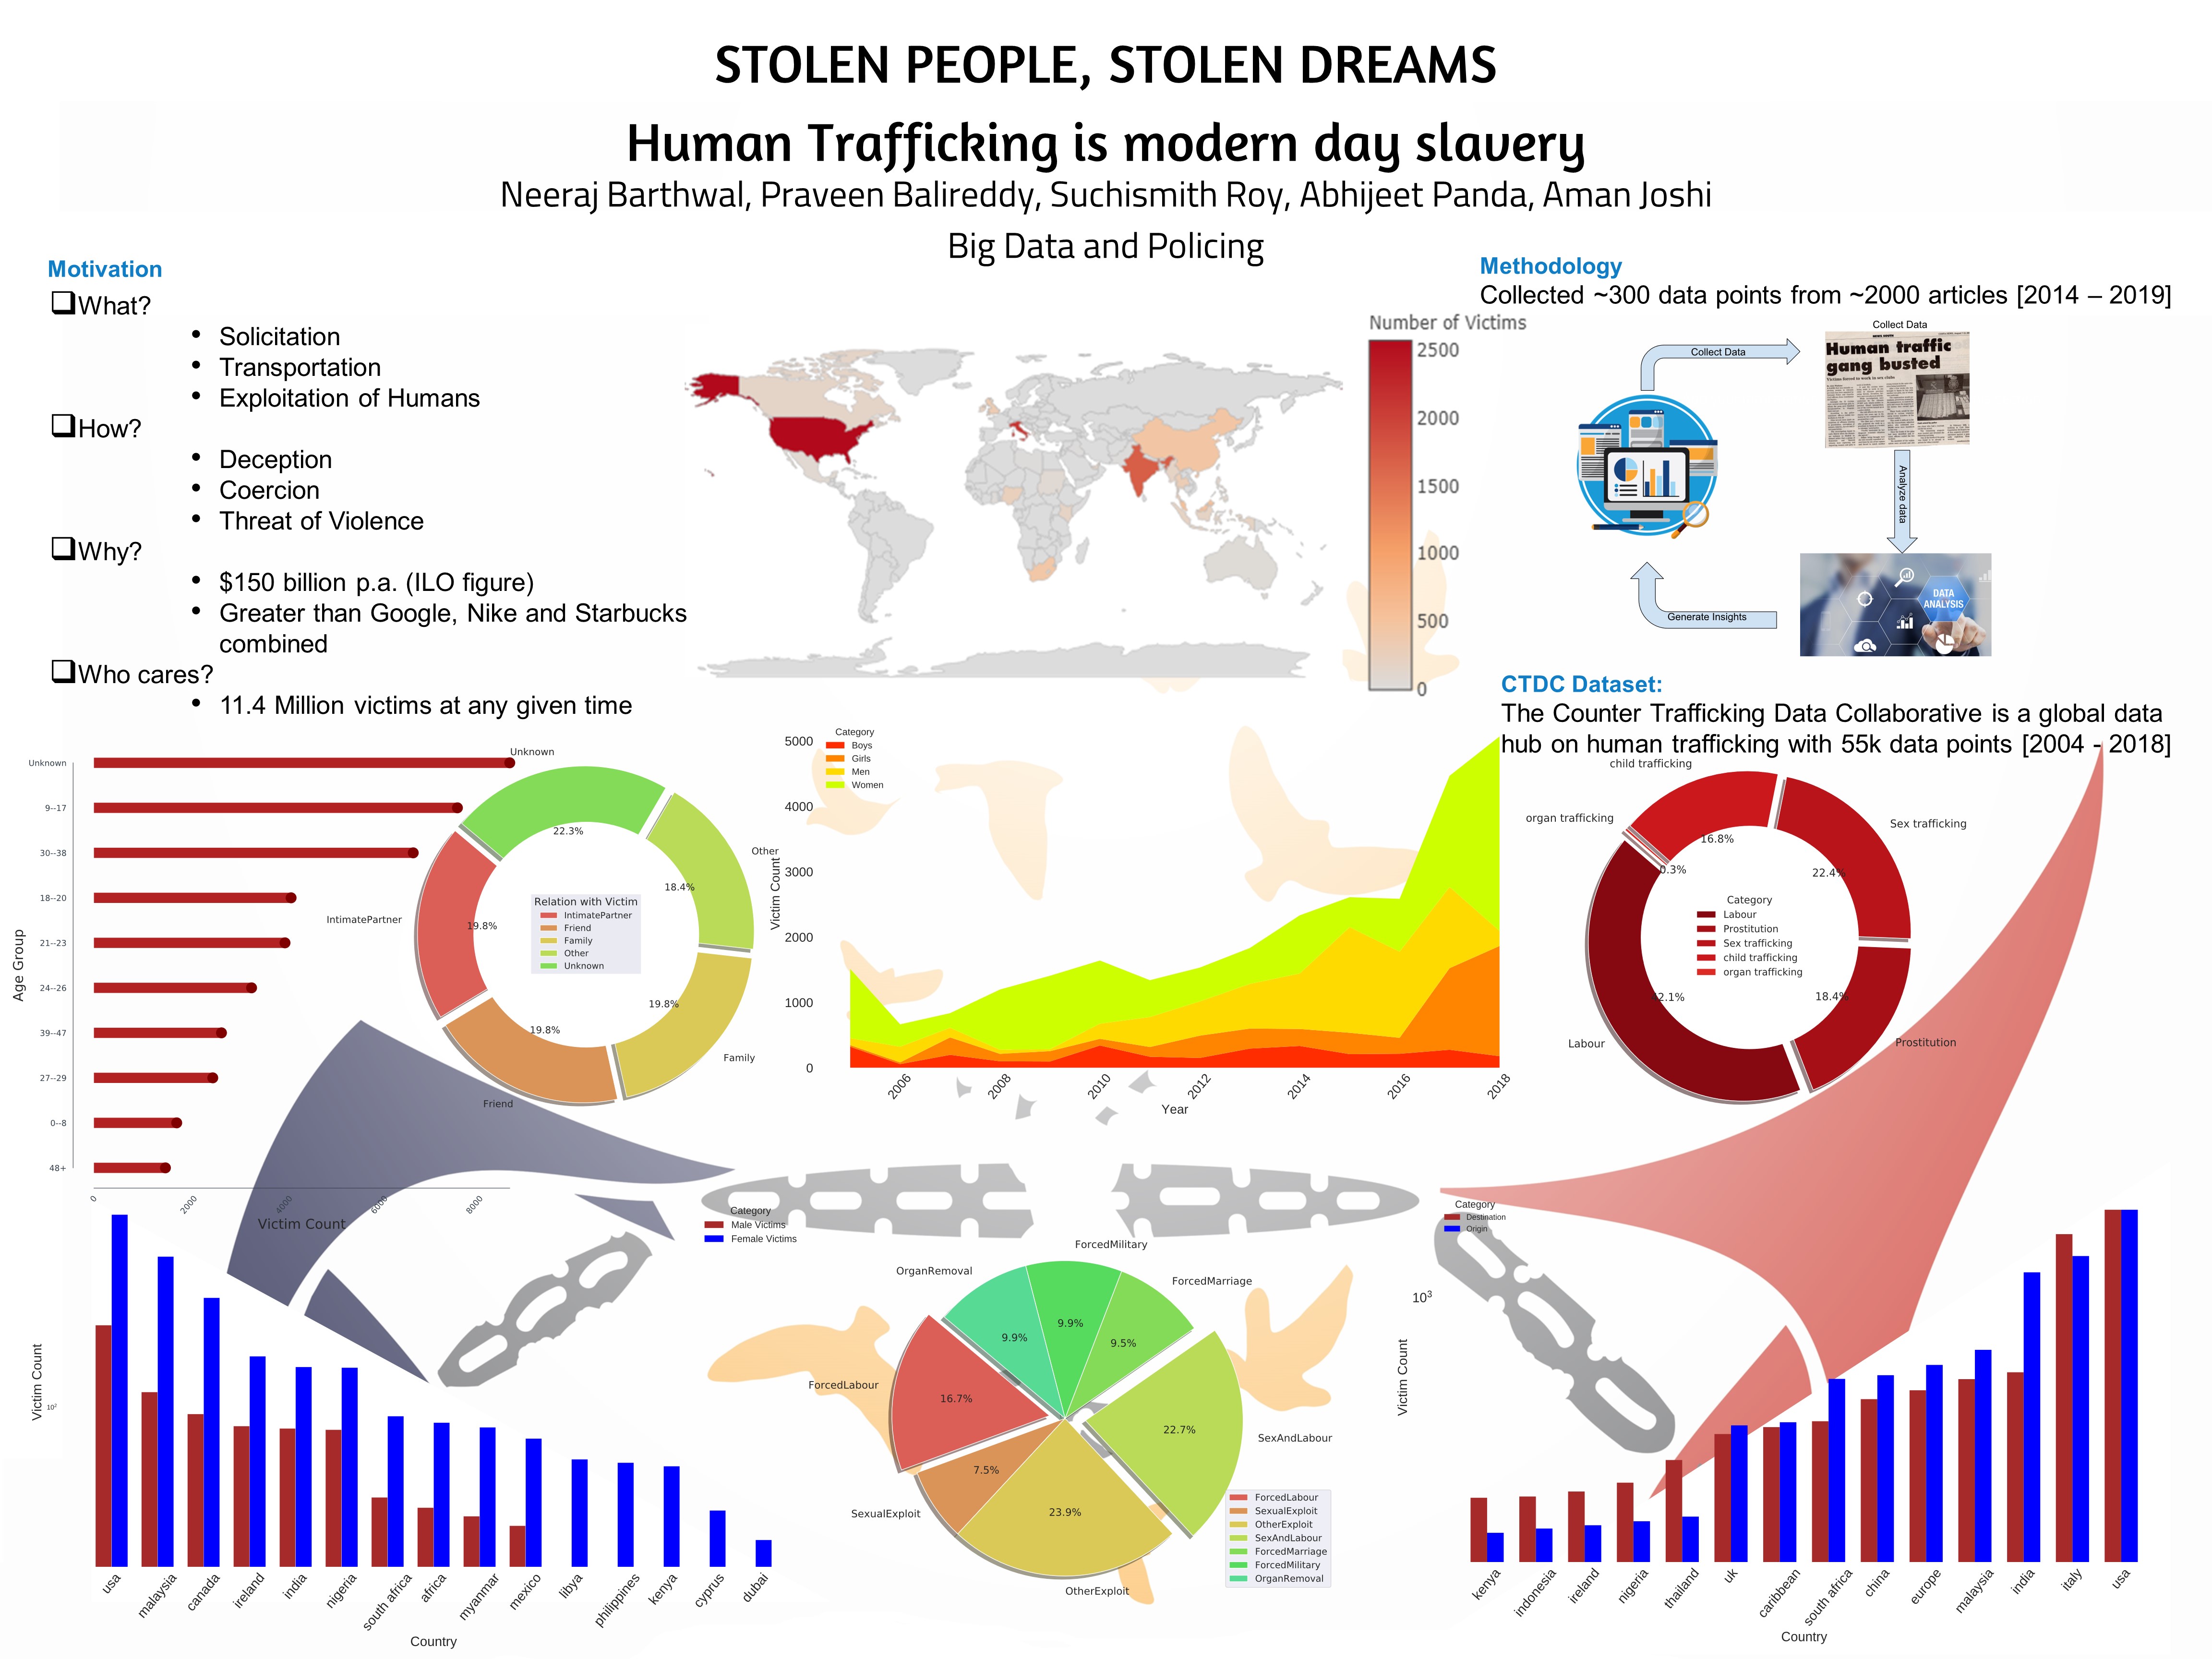 STOLEN PEOPLE, STOLEN DREAMS
Human Trafficking is modern day slavery
Neeraj Barthwal, Praveen Balireddy, Suchismith Roy, Abhijeet Panda, Aman Joshi
Big Data and Policing
Motivation
What?
• Solicitation
• Transportation
• Exploitation of Humans
How?
• Deception
• Coercion
• Threat of Violence
Why?
• $150 billion p.a. (ILO figure)
• Greater than Google, Nike and Starbucks
combined
Who cares?
• 11.4 Million victims at any given time
Number of Victims
2500
2000
1500
1000
500
0
Methodology
Collected ~300 data points from ~2000 articles [2014 – 2019]
Collect Data
Collect Data
Human traffic
gang busted
Analyze data
DATA
ANALYSIS
Generate Insights
CTDC Dataset:
The Counter Trafficking Data Collaborative is a global data
hub on human trafficking with 55k data points [2004 - 2018]
Age Group
Unknown
9--17
30--38
18--20
21--23
24--26
39--47
27--29
0--8
48+
0
2000
4000
6000
8000
Victim Count
Unknown
22.3%
Other
18.4%
IntimatePartner
19.8%
Family
19.8%
Friend
19.8%
Relation with Victim
IntimatePartner
Friend
Family
Other
Unknown
Category
Boys
Girls
Men
Women
Victim Count
5000
4000
3000
2000
1000
0
2006
2008
2010
2012
2014
2016
2018
Year
child trafficking
16.8%
organ trafficking
0.3%
Sex trafficking
22.4%
Labour
2.1%
Prostitution
18.4%
Category
Labour
Prostitution
Sex trafficking
child trafficking
organ trafficking
Category
Male Victims
Female Victims
Victim Count
10²
usa
malaysia
canada
ireland
india
nigeria
south africa
africa
myanmar
mexico
libya
philippines
kenya
cyprus
dubai
Country
ForcedMilitary
9.9%
OrganRemoval
9.9%
ForcedMarriage
9.5%
ForcedLabour
16.7%
SexAndLabour
22.7%
SexualExploit
7.5%
OtherExploit
23.9%
ForcedLabour
SexualExploit
OtherExploit
SexAndLabour
ForcedMarriage
ForcedMilitary
OrganRemoval
Category
Destination
Origin
10³
Victim Count
kenya
indonesia
ireland
nigeria
thailand
uk
caribbean
south africa
china
europe
malaysia
india
italy
usa
Country